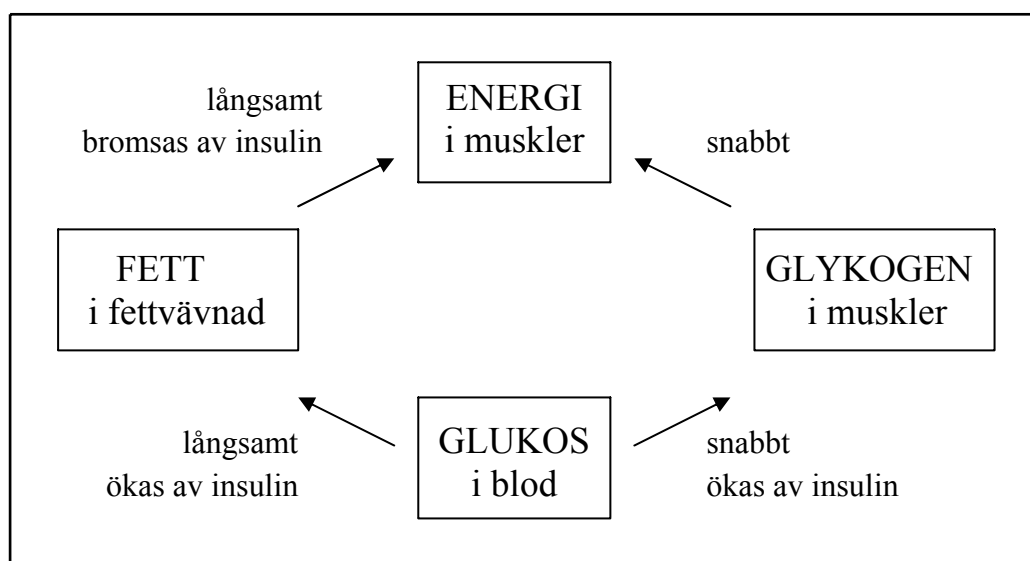 långsamt
bromsas av insulin
ENERGI
i muskler
snabbt
FETT
i fettvävnad
GLYKOGEN
i muskler
långsamt
ökas av insulin
GLUKOS
i blod
snabbt
ökas av insulin